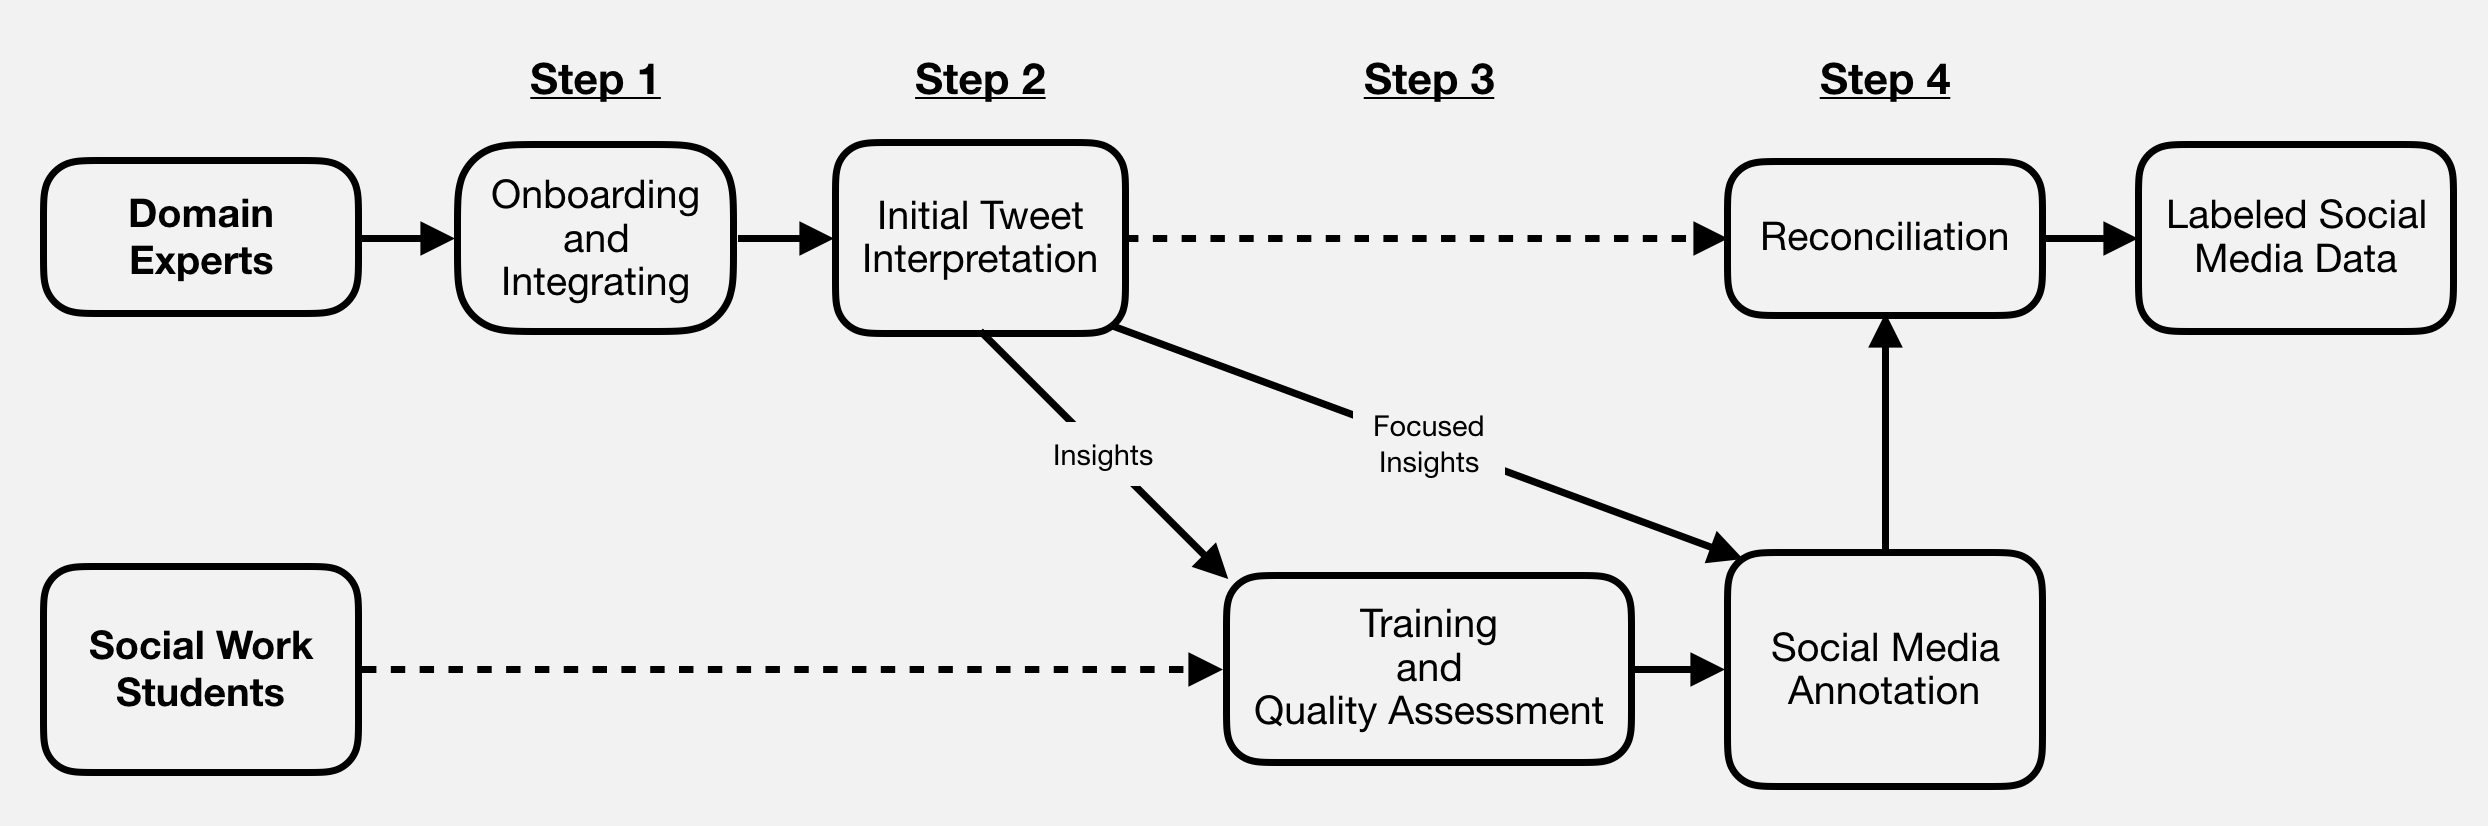 Step 1
Step 2
Step 3
Step 4
Domain
Experts
Onboarding
and
Integrating
Initial Tweet
Interpretation
Reconciliation
Labeled Social
Media Data
Insights
Focused
Insights
Social Work
Students
Training
and
Quality Assessment
Social Media
Annotation